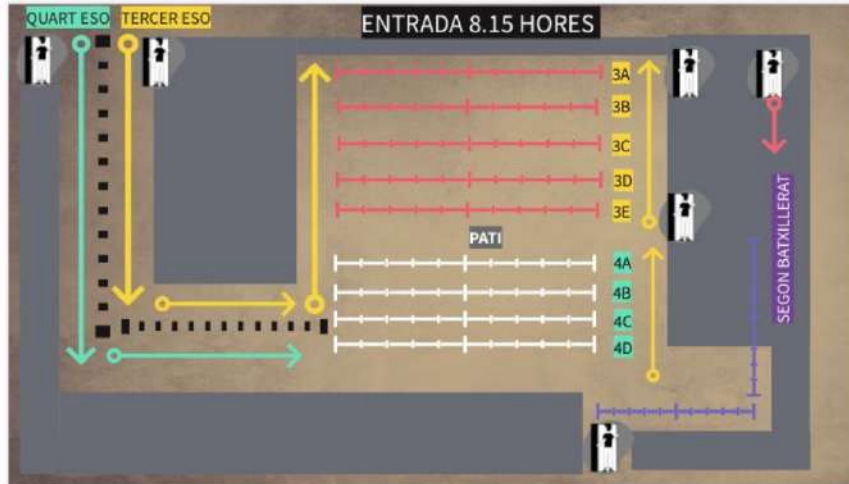 QUART ESO
TERCER ESO
ENTRADA 8.15 HORES
3A
3B
3C
3D
3E
PATI
4A
4B
4C
4D
SEGON BATXILLERAT